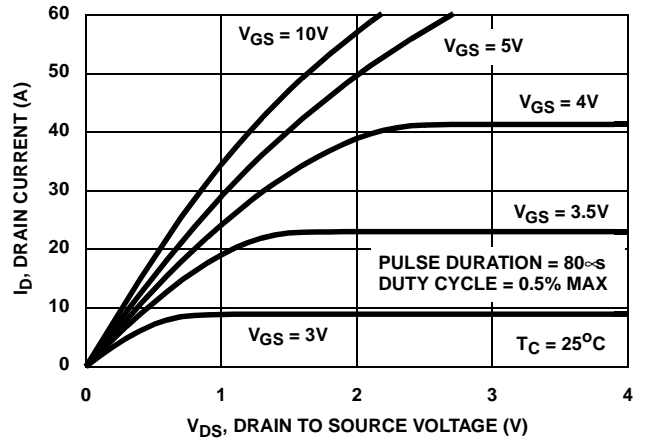 60
50
40
30
20
10
0
I_D, DRAIN CURRENT (A)
V_GS = 10V
V_GS = 5V
V_GS = 4V
V_GS = 3.5V
PULSE DURATION = 80∝s
DUTY CYCLE = 0.5% MAX
V_GS = 3V
T_C = 25°C
0 1 2 3 4
V_DS, DRAIN TO SOURCE VOLTAGE (V)